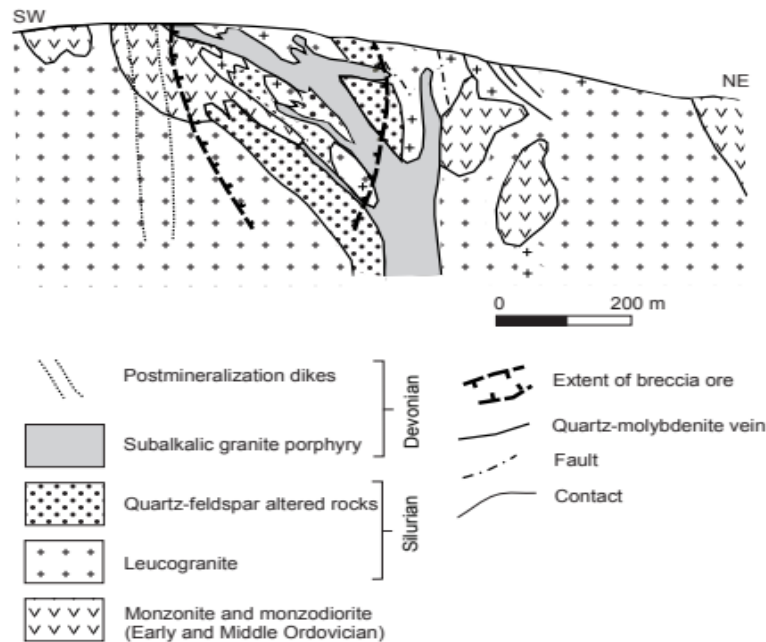 SW
NE
0 200 m
Postmineralization dikes
Subalkalic granite porphyry
Devonian
Quartz-feldspar altered rocks
Leucogranite
Silurian
Monzonite and monzodiorite
(Early and Middle Ordovician)
Extent of breccia ore
Quartz-molybdenite vein
Fault
Contact